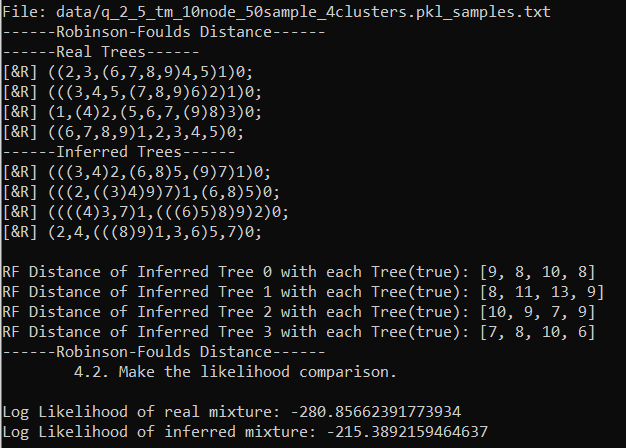 File: data/q_2_5_tm_10node_50sample_4clusters.pkl_samples.txt
------Robinson-Foulds Distance------
------Real Trees------
[&R] ((2,3,(6,7,8,9)4,5)1)0;
[&R] (((3,4,5,(7,8,9)6)2)1)0;
[&R] (1,(4)2,(5,6,7,(9)8)3)0;
[&R] ((6,7,8,9)1,2,3,4,5)0;
------Inferred Trees------
[&R] (((3,4)2,(6,8)5,(9)7)1)0;
[&R] (((2,((3)4)9)7)1,(6,8)5)0;
[&R] ((((4)3,7)1,(((6)5)8)9)2)0;
[&R] (2,4,(((8)9)1,3,6)5,7)0;
RF Distance of Inferred Tree 0 with each Tree(true): [9, 8, 10, 8]
RF Distance of Inferred Tree 1 with each Tree(true): [8, 11, 13, 9]
RF Distance of Inferred Tree 2 with each Tree(true): [10, 9, 7, 9]
RF Distance of Inferred Tree 3 with each Tree(true): [7, 8, 10, 6]
------Robinson-Foulds Distance------
4.2. Make the likelihood comparison.
Log Likelihood of real mixture: -280.85662391773934
Log Likelihood of inferred mixture: -215.3892159464637